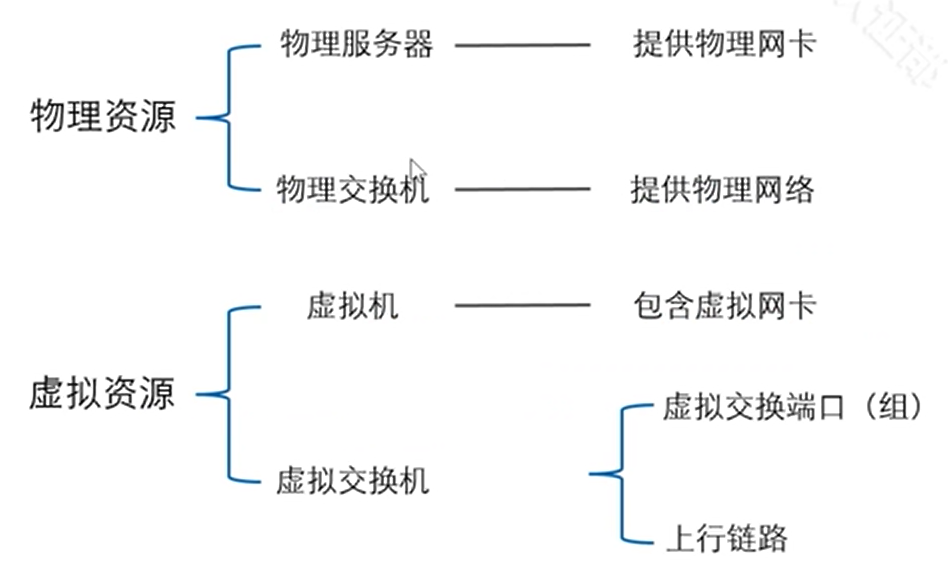 物理服务器 提供物理网卡
物理资源
物理交换机 提供物理网络
虚拟机 包含虚拟网卡
虚拟资源
虚拟交换端口（组）
虚拟交换机
上行链路